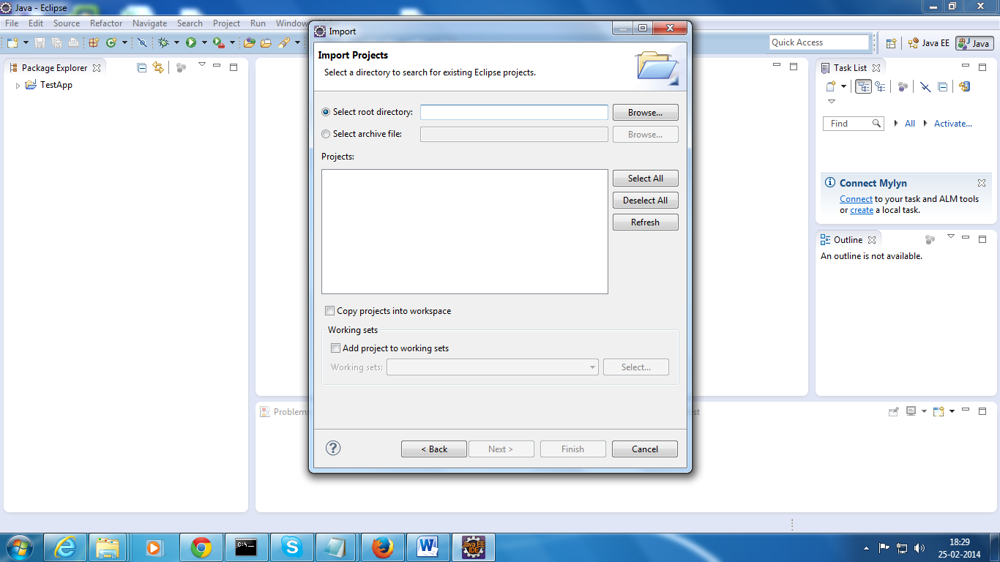 Java - Eclipse
File Edit Source Refactor Navigate Search Project Run Window
Quick Access
Java EE
Java
Package Explorer
TestApp
Import
Import Projects
Select a directory to search for existing Eclipse projects.
Select root directory:
Browse...
Select archive file:
Browse...
Projects:
Select All
Deselect All
Refresh
Copy projects into workspace
Working sets
Add project to working sets
Working sets:
Select...
< Back
Next >
Finish
Cancel
Task List
Find
All
Activate...
Connect Mylyn
Connect to your task and ALM tools
or create a local task.
Outline
An outline is not available.
Problems
C:\
Java EE
IDE
18:29
25-02-2014